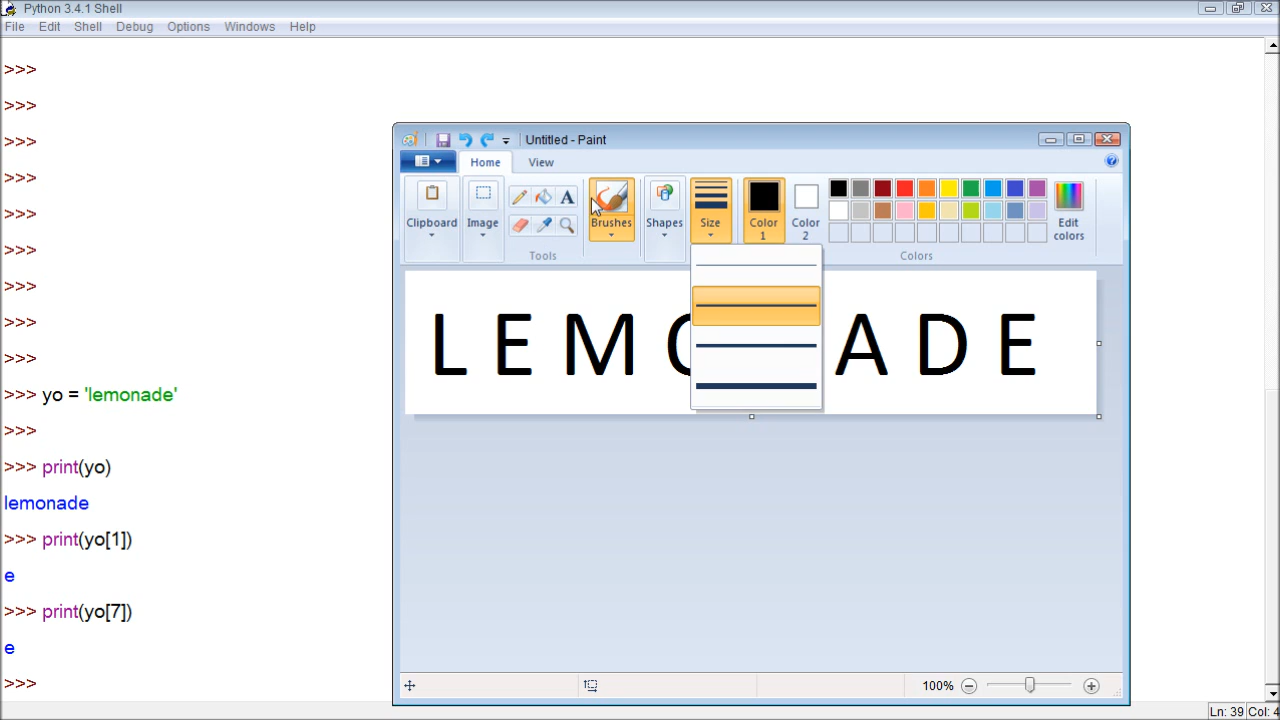 Python 3.4.1 Shell
File Edit Shell Debug Options Windows Help
>>>
>>>
>>>
>>>
>>>
>>>
>>>
>>>
>>>
>>> yo = 'lemonade'
>>>
>>> print(yo)
lemonade
>>> print(yo[1])
e
>>> print(yo[7])
e
>>>
Ln: 39 Col: 4
Untitled - Paint
Home View
Clipboard Image A Brushes Shapes Size Color 1 Color 2 Edit colors
Tools Colors
L E M O A D E
100%